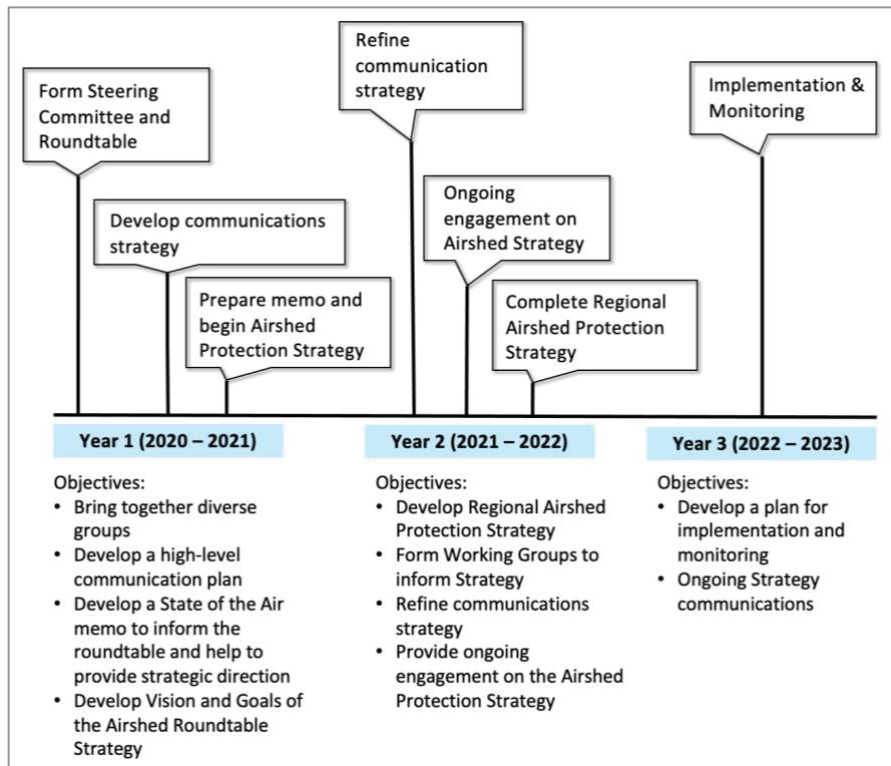 Form Steering
Committee and
Roundtable
Develop communications
strategy
Prepare memo and
begin Airshed
Protection Strategy
Refine
communication
strategy
Ongoing
engagement on
Airshed Strategy
Complete Regional
Airshed Protection
Strategy
Implementation &
Monitoring
Year 1 (2020 – 2021)
Objectives:
• Bring together diverse
groups
• Develop a high-level
communication plan
• Develop a State of the Air
memo to inform the
roundtable and help to
provide strategic direction
• Develop Vision and Goals of
the Airshed Roundtable
Strategy
Year 2 (2021 – 2022)
Objectives:
• Develop Regional Airshed
Protection Strategy
• Form Working Groups to
inform Strategy
• Refine communications
strategy
• Provide ongoing
engagement on the Airshed
Protection Strategy
Year 3 (2022 – 2023)
Objectives:
• Develop a plan for
implementation and
monitoring
• Ongoing Strategy
communications